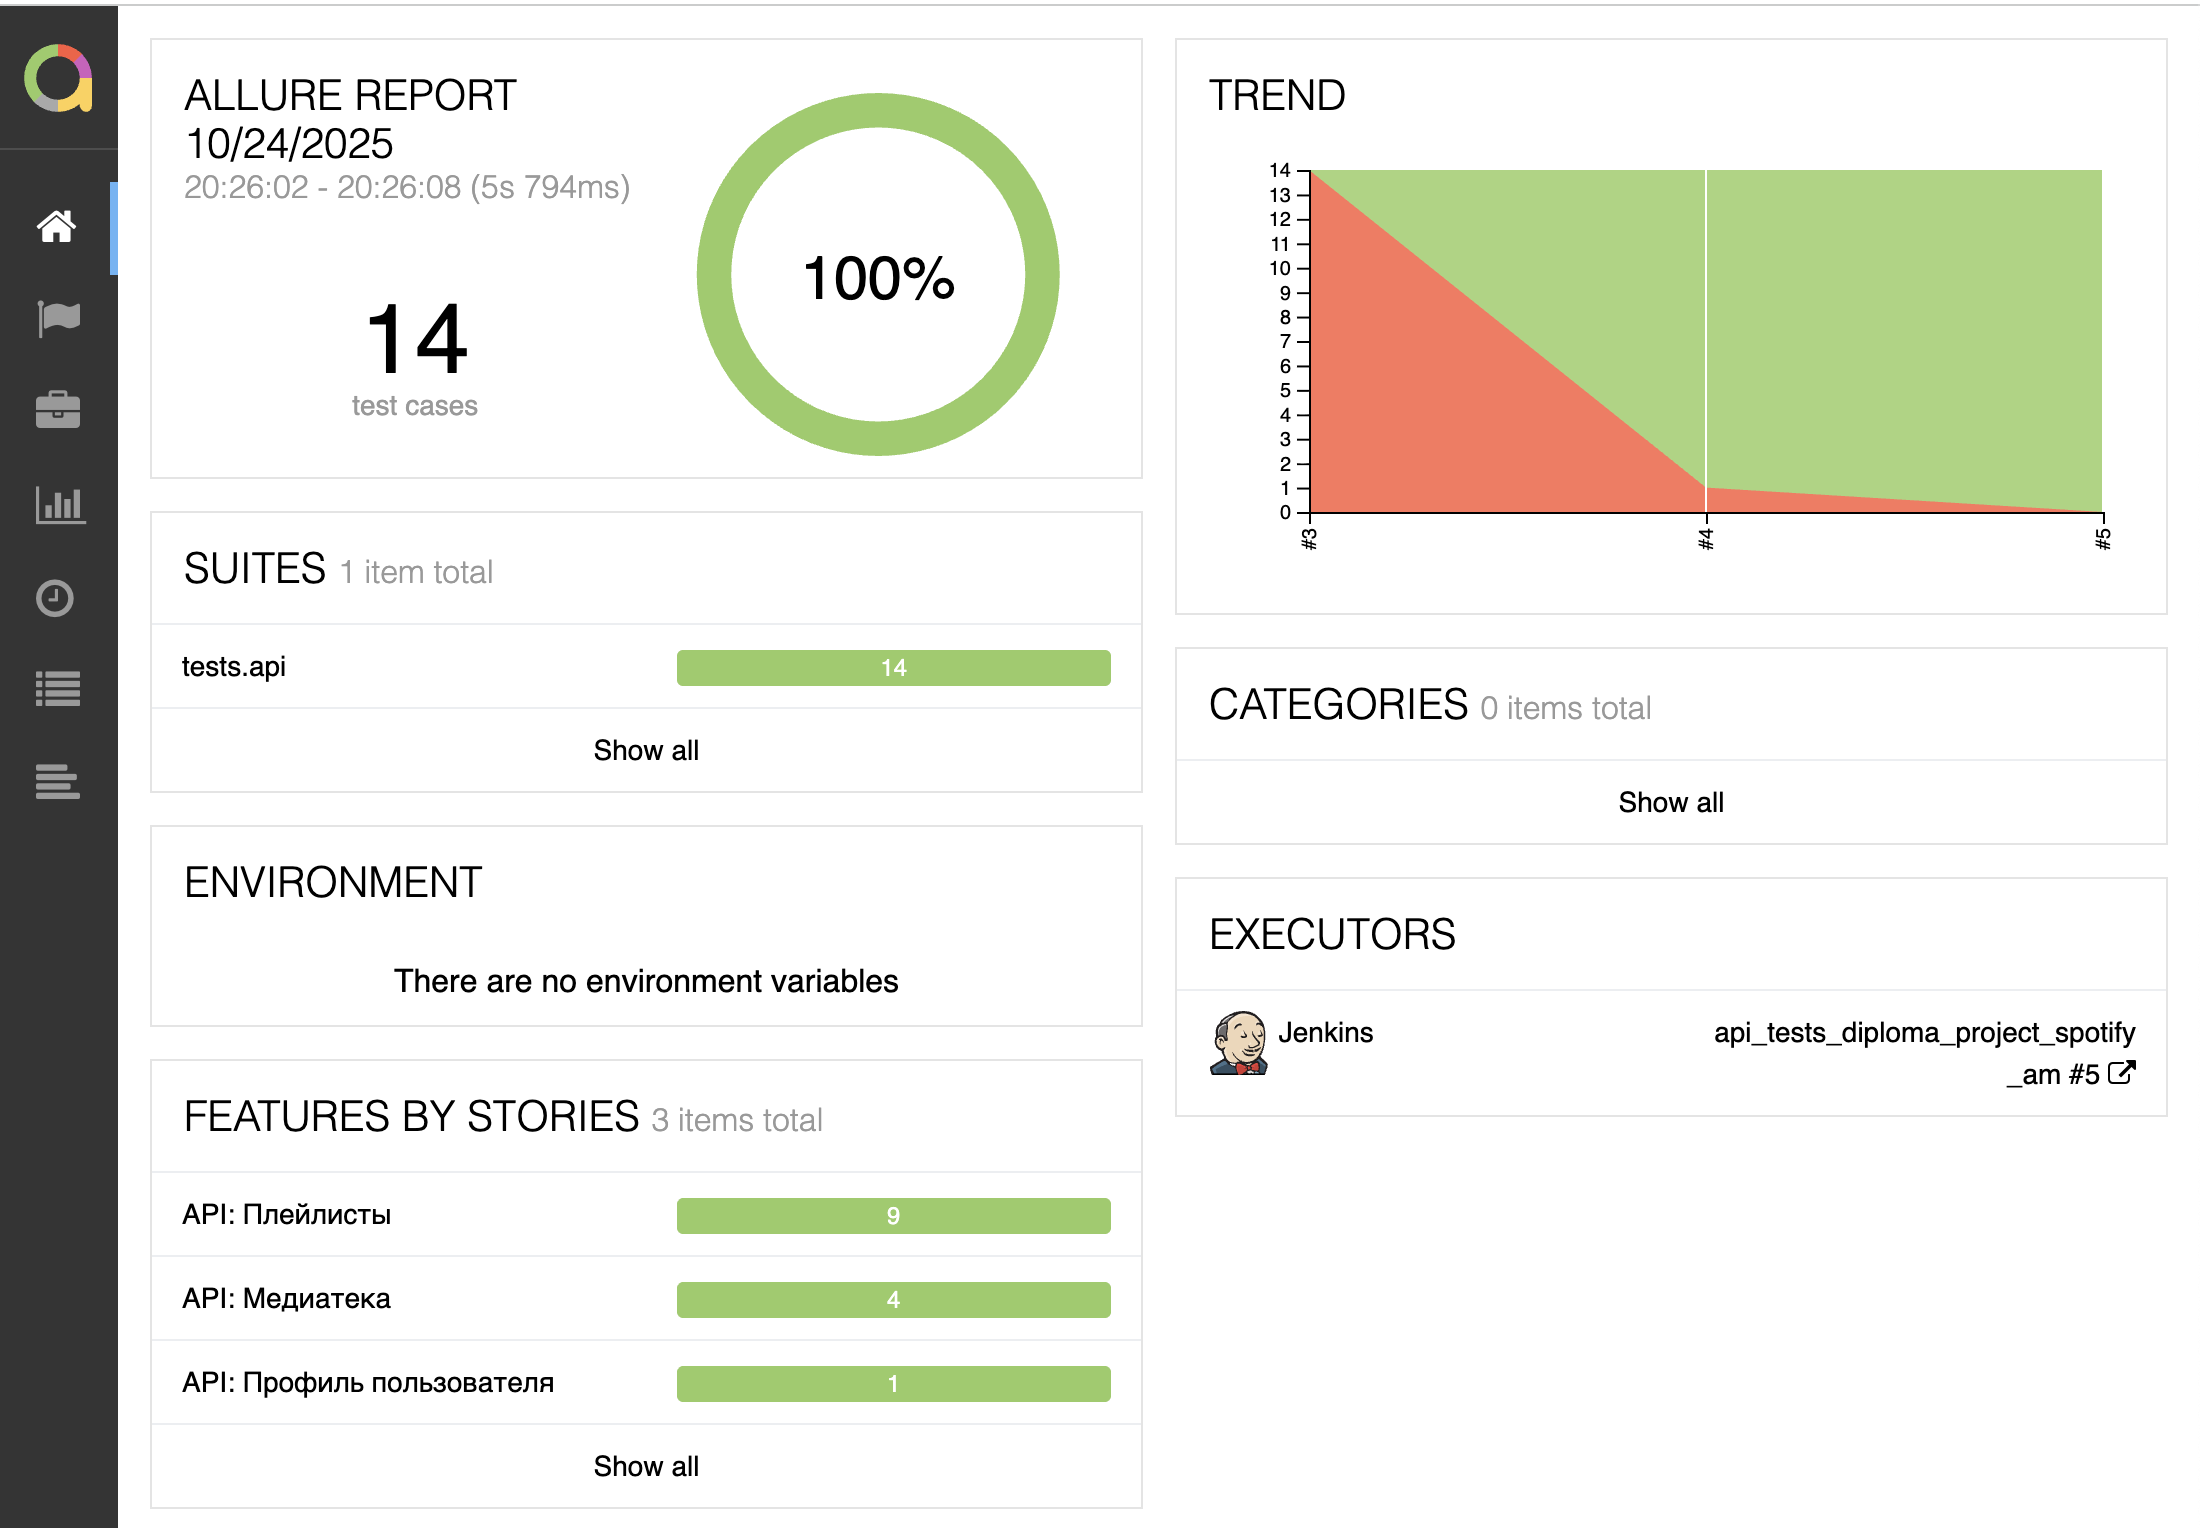 ALLURE REPORT
10/24/2025
20:26:02 - 20:26:08 (5s 794ms)
14
test cases
100%
SUITES 1 item total
tests.api 14
Show all
ENVIRONMENT
There are no environment variables
FEATURES BY STORIES 3 items total
API: Плейлисты 9
API: Медиатека 4
API: Профиль пользователя 1
Show all
TREND
14
13
12
11
10
9
8
7
6
5
4
3
2
1
0
#3 #4 #5
CATEGORIES 0 items total
Show all
EXECUTORS
Jenkins api_tests_diploma_project_spotify
_am #5